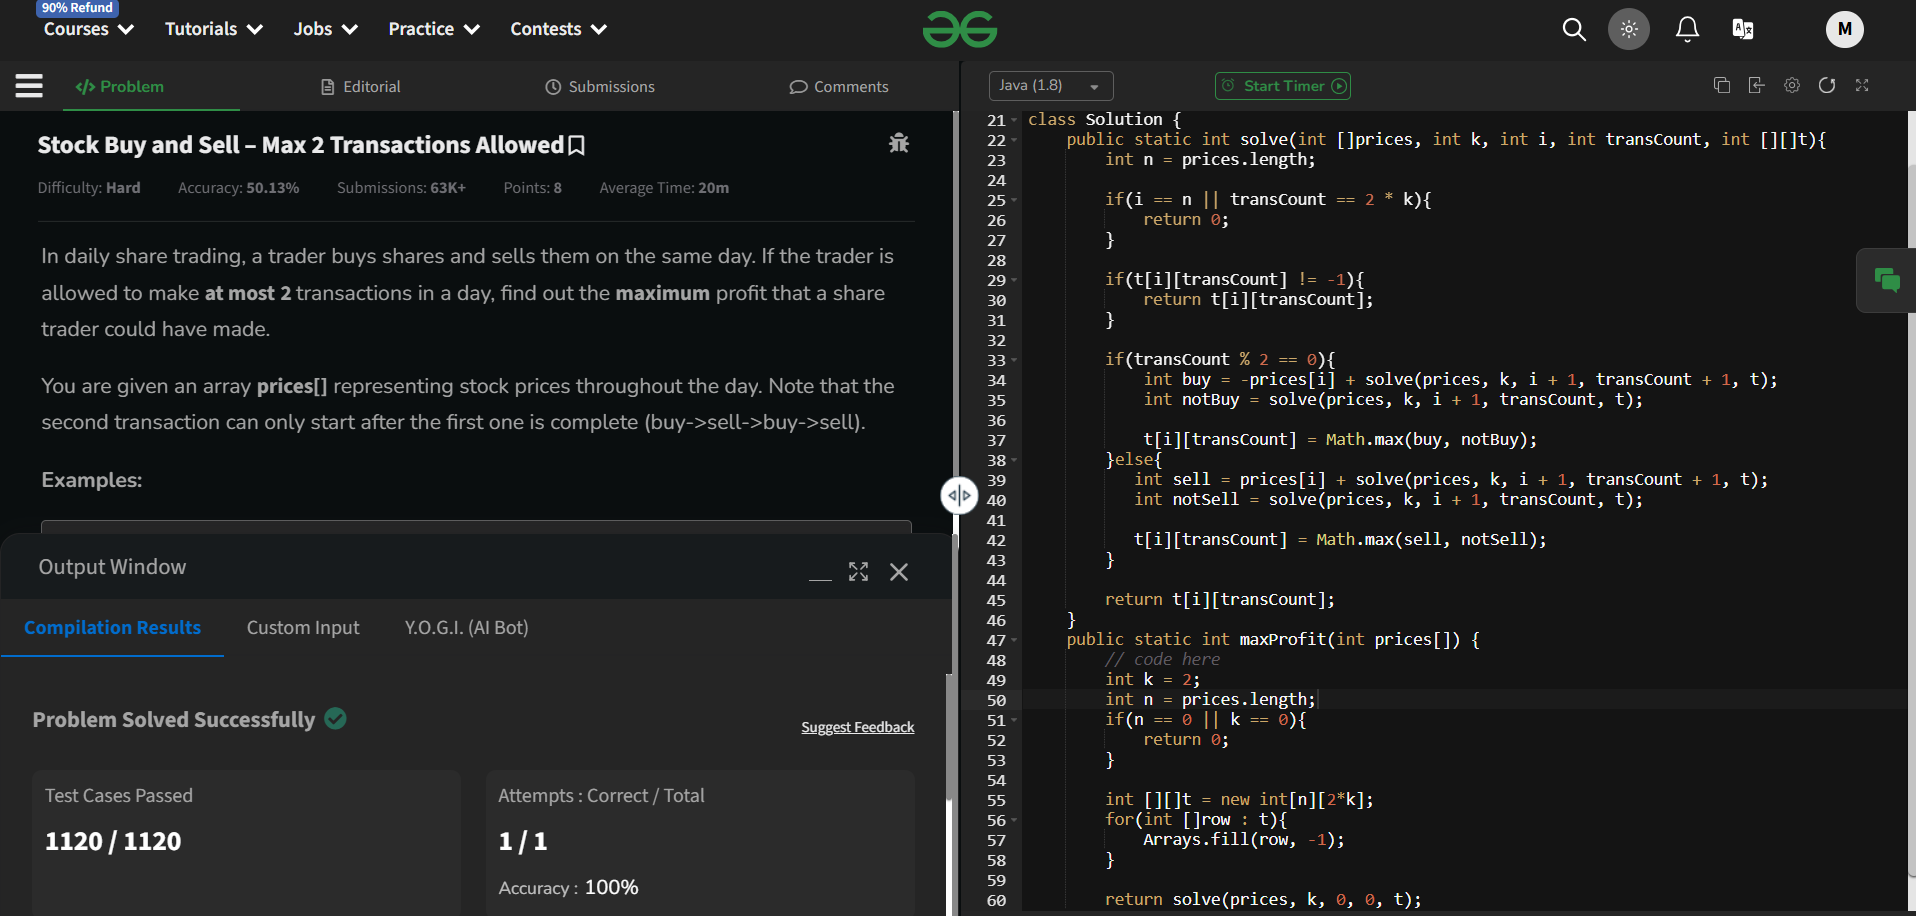 90% Refund
Courses Tutorials Jobs Practice Contests
M
</> Problem Editorial Submissions Comments
Stock Buy and Sell – Max 2 Transactions Allowed
Difficulty: Hard Accuracy: 50.13% Submissions: 63K+ Points: 8 Average Time: 20m
In daily share trading, a trader buys shares and sells them on the same day. If the trader is
allowed to make at most 2 transactions in a day, find out the maximum profit that a share
trader could have made.
You are given an array prices[] representing stock prices throughout the day. Note that the
second transaction can only start after the first one is complete (buy->sell->buy->sell).
Examples:
Output Window
Compilation Results Custom Input Y.O.G.I. (AI Bot)
Problem Solved Successfully
Suggest Feedback
Test Cases Passed
1120 / 1120
Attempts : Correct / Total
1 / 1
Accuracy : 100%
Java (1.8) Start Timer
21 class Solution {
22 public static int solve(int []prices, int k, int i, int transCount, int [][]t){
23 int n = prices.length;
24
25 if(i == n || transCount == 2 * k){
26 return 0;
27 }
28
29 if(t[i][transCount] != -1){
30 return t[i][transCount];
31 }
32
33 if(transCount % 2 == 0){
34 int buy = -prices[i] + solve(prices, k, i + 1, transCount + 1, t);
35 int notBuy = solve(prices, k, i + 1, transCount, t);
36
37 t[i][transCount] = Math.max(buy, notBuy);
38 }else{
39 int sell = prices[i] + solve(prices, k, i + 1, transCount + 1, t);
40 int notSell = solve(prices, k, i + 1, transCount, t);
41
42 t[i][transCount] = Math.max(sell, notSell);
43 }
44
45 return t[i][transCount];
46 }
47 public static int maxProfit(int prices[]) {
48 // code here
49 int k = 2;
50 int n = prices.length;
51 if(n == 0 || k == 0){
52 return 0;
53 }
54
55 int [][]t = new int[n][2*k];
56 for(int []row : t){
57 Arrays.fill(row, -1);
58 }
59
60 return solve(prices, k, 0, 0, t);